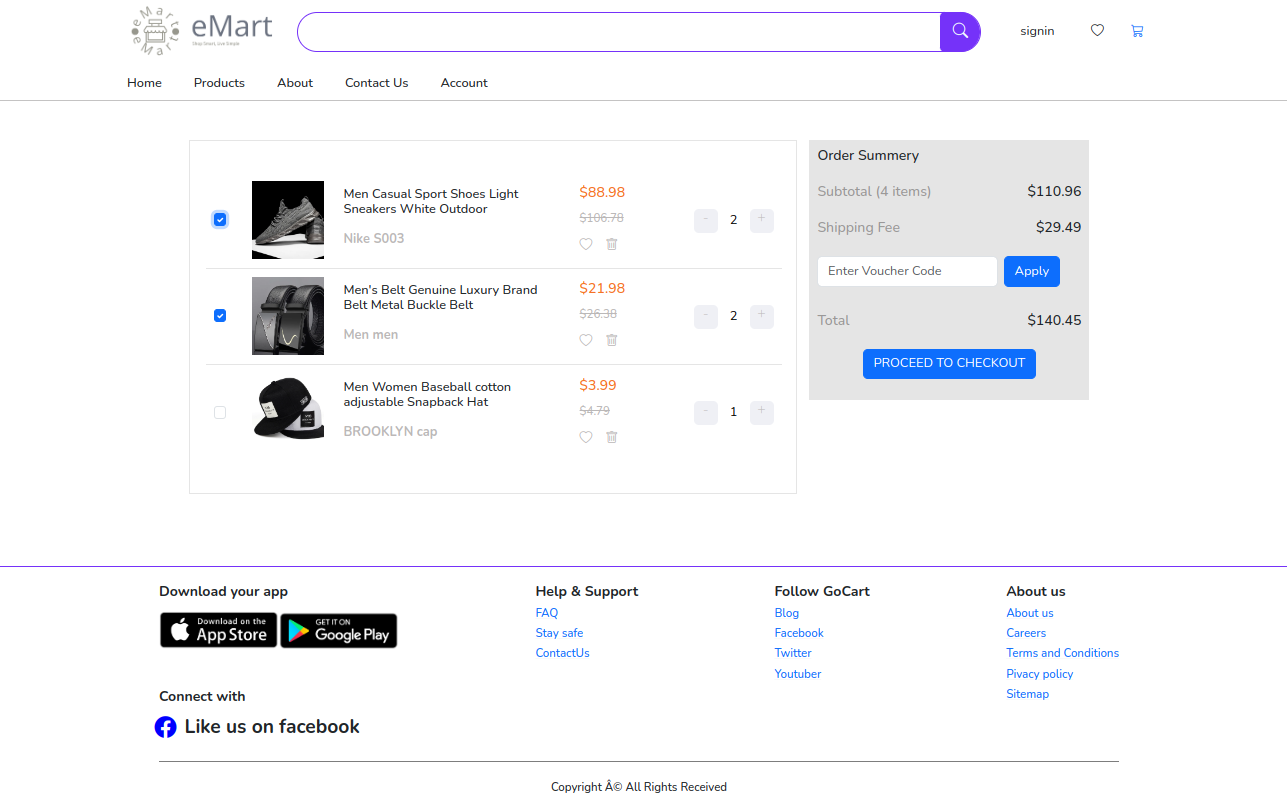 eMart
eMart
eMart
Shop Smart, Live Simple
signin
Home
Products
About
Contact Us
Account
Men Casual Sport Shoes Light
Sneakers White Outdoor
Nike S003
$88.98
$106.78
-
2
+
Men's Belt Genuine Luxury Brand
Belt Metal Buckle Belt
Men men
$21.98
$26.38
-
2
+
Men Women Baseball cotton
adjustable Snapback Hat
BROOKLYN cap
$3.99
$4.79
-
1
+
Order Summery
Subtotal (4 items)
$110.96
Shipping Fee
$29.49
Enter Voucher Code
Apply
Total
$140.45
PROCEED TO CHECKOUT
Download your app
Download on the
App Store
GET IT ON
Google Play
Connect with
Like us on facebook
Help & Support
FAQ
Stay safe
ContactUs
Follow GoCart
Blog
Facebook
Twitter
Youtuber
About us
About us
Careers
Terms and Conditions
Pivacy policy
Sitemap
Copyright Â© All Rights Received